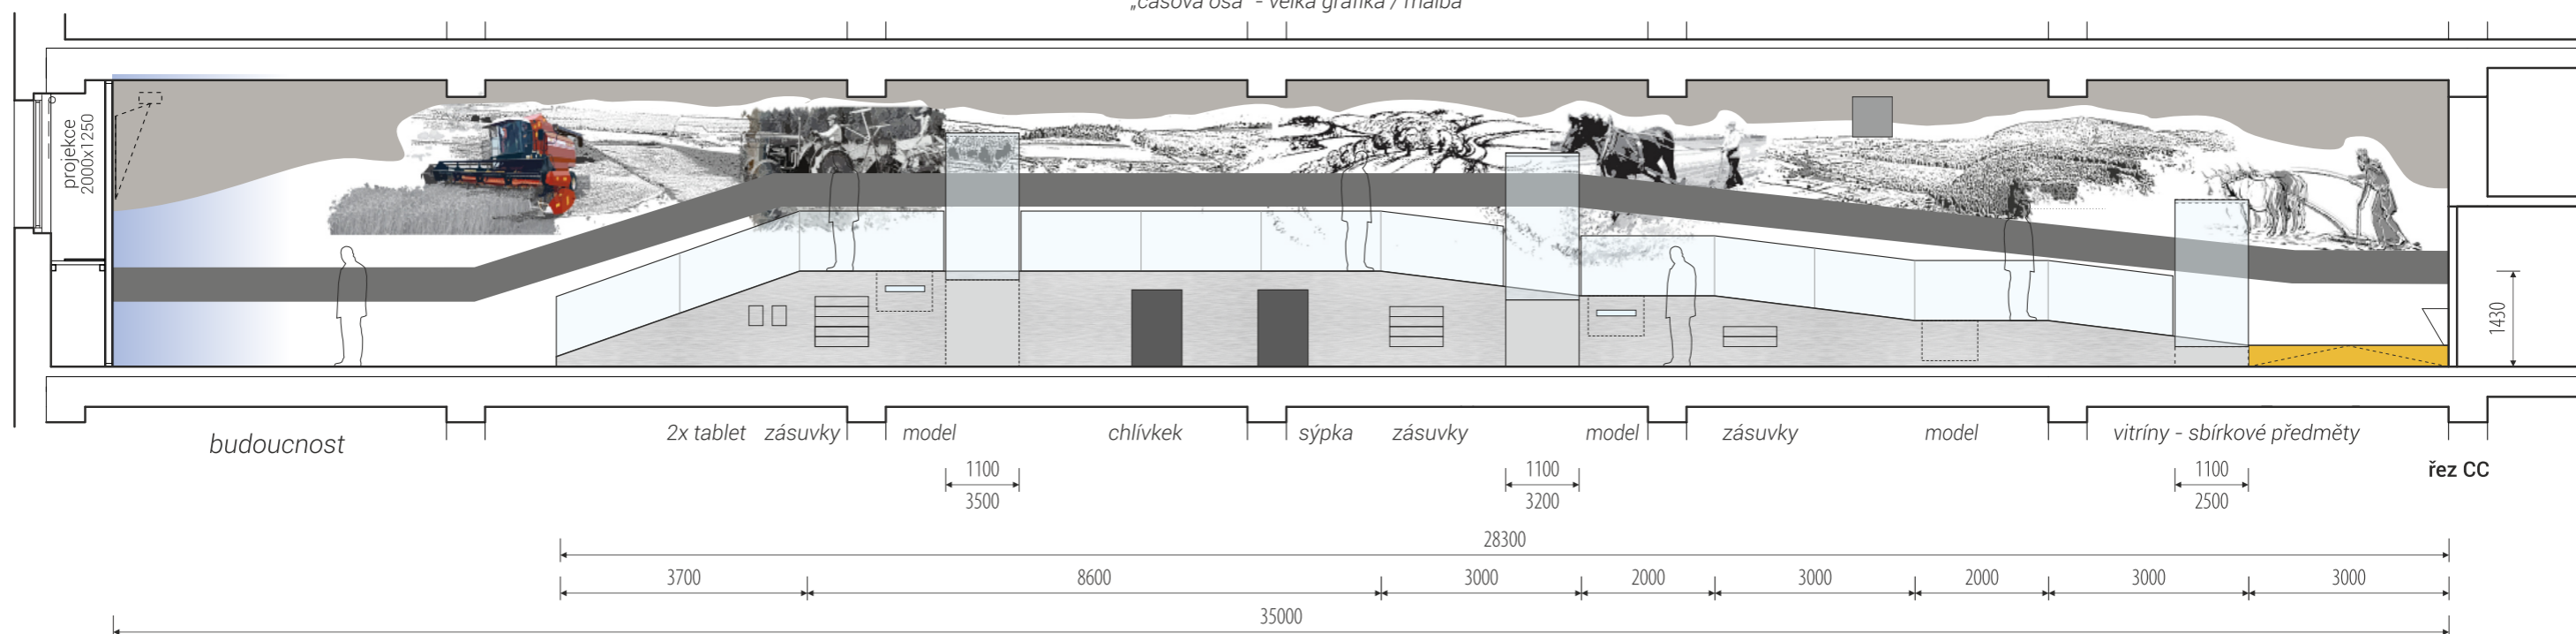 „časová osa" - velká grafika / malba
projekce
2000x1250
1430
budoucnost
2x tablet
zásuvky
model
chlívkek
sýpka
zásuvky
model
zásuvky
model
vitríny - sbírkové předměty
1100
3500
1100
3200
1100
2500
řez CC
28300
3700
8600
3000
2000
3000
2000
3000
3000
35000